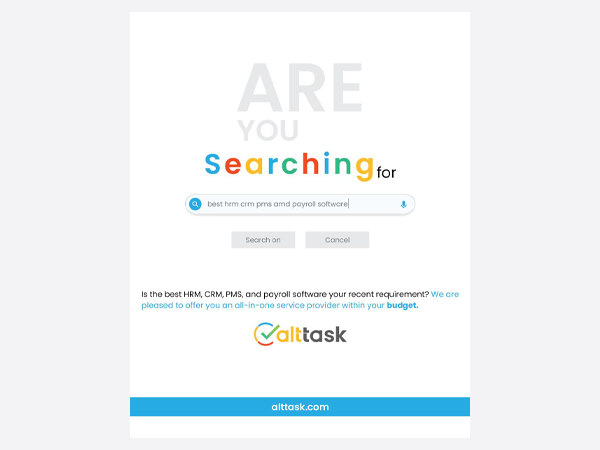 ARE
YOU
Searching for
best hrm crm pms amd payroll software
Search on Cancel
Is the best HRM, CRM, PMS, and payroll software your recent requirement? We are
pleased to offer you an all-in-one service provider within your budget.
alttask
alttask.com